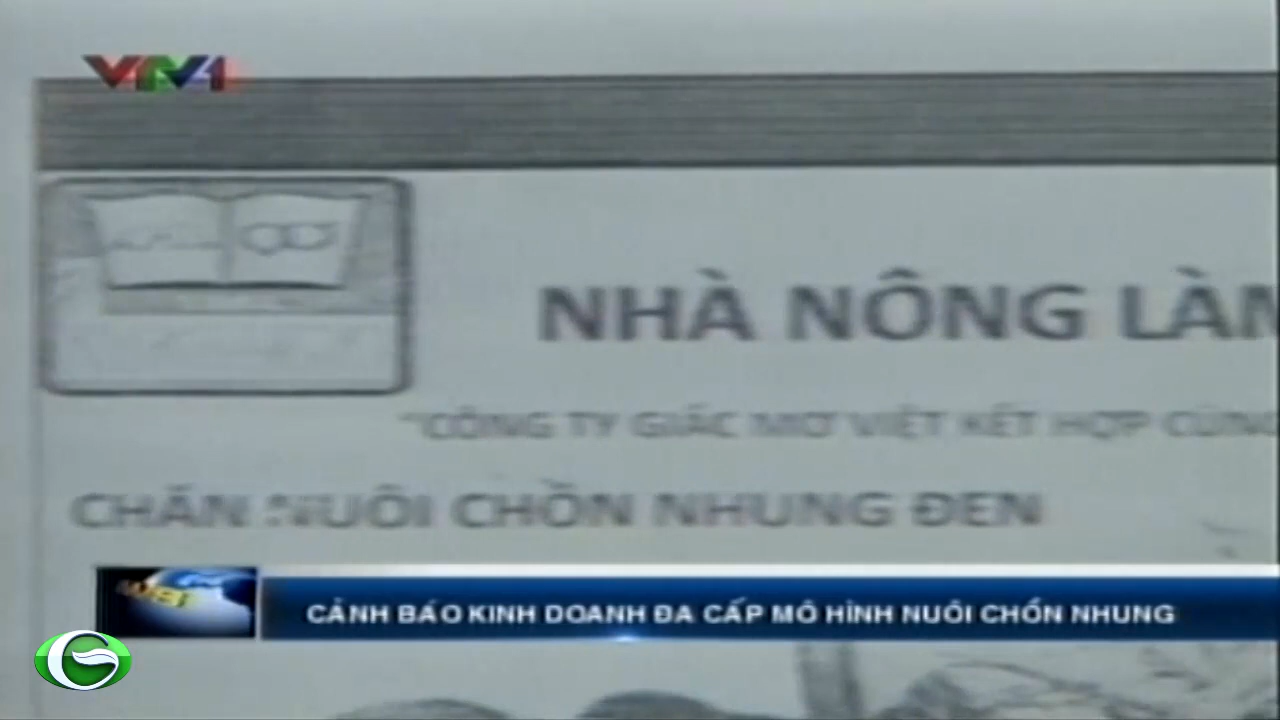 VTV1
NHÀ NÔNG LÀM
"CÔNG TY GIẤC MƠ VIỆT KẾT HỢP CÙNG
CHĂN NUÔI CHỒN NHUNG ĐEN
CẢNH BÁO KINH DOANH ĐA CẤP MÔ HÌNH NUÔI CHỒN NHUNG